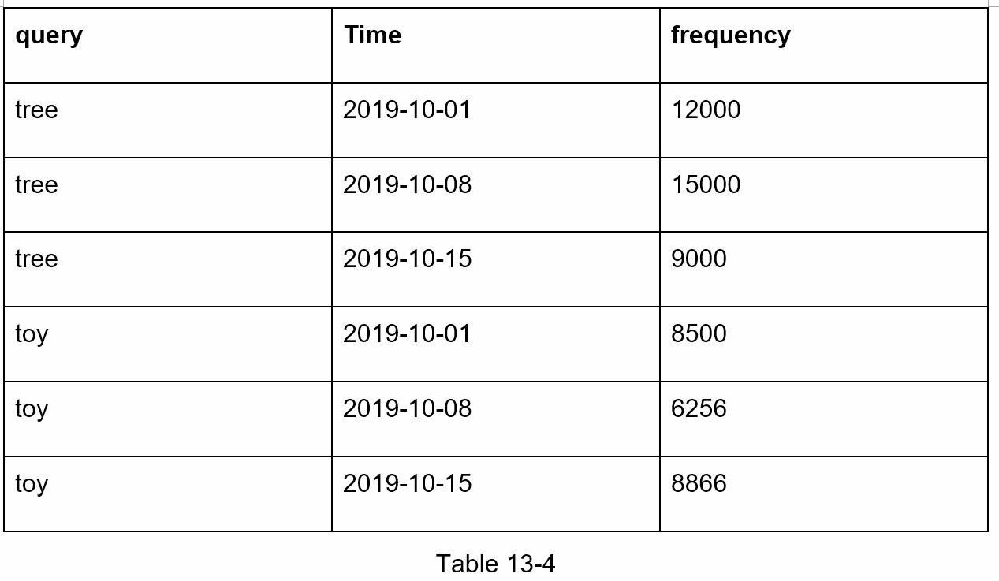 query Time frequency
tree 2019-10-01 12000
tree 2019-10-08 15000
tree 2019-10-15 9000
toy 2019-10-01 8500
toy 2019-10-08 6256
toy 2019-10-15 8866
Table 13-4